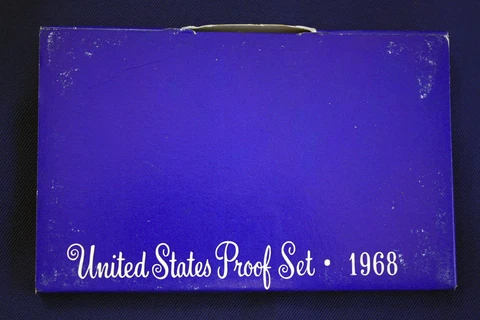 United States Proof Set • 1968